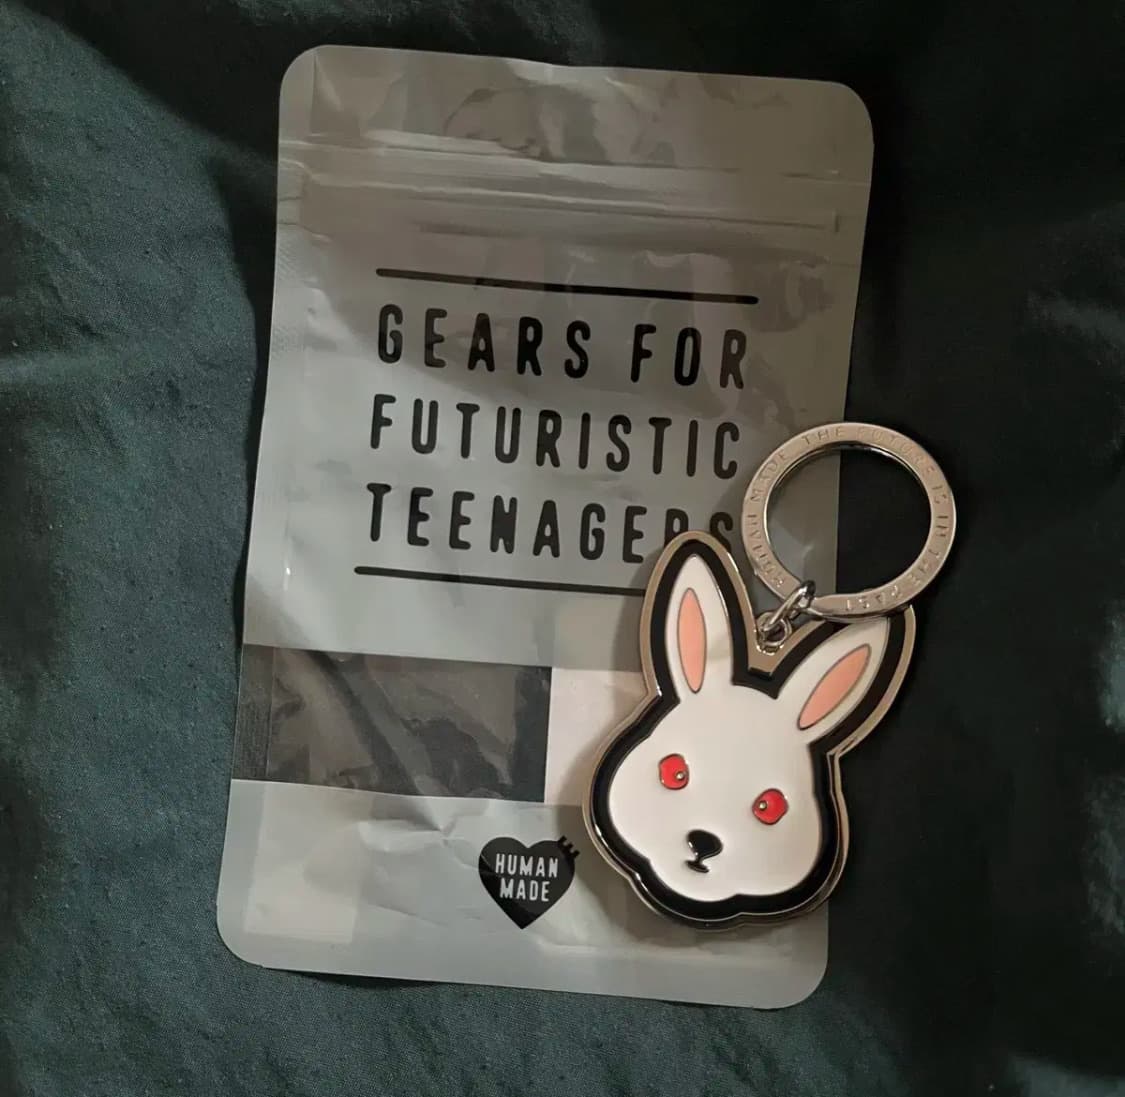 GEARS FOR
FUTURISTIC
TEENAGERS
HUMAN MADE THE FUTURE IS IN THE PAST
HUMAN
MADE